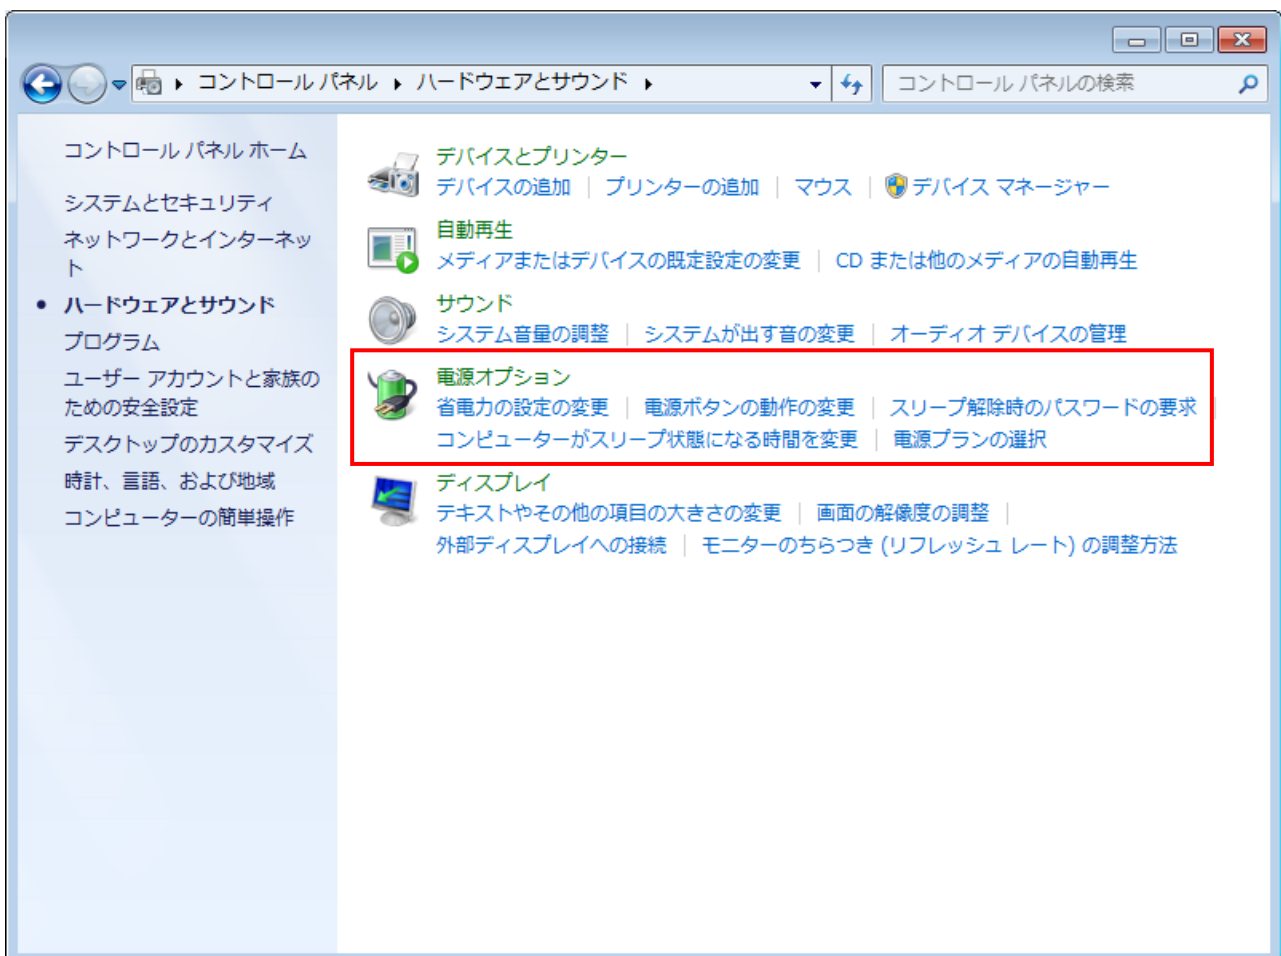 コントロール パネル ハードウェアとサウンド
コントロール パネルの検索
コントロール パネル ホーム
システムとセキュリティ
ネットワークとインターネッ
ト
ハードウェアとサウンド
プログラム
ユーザー アカウントと家族の
ための安全設定
デスクトップのカスタマイズ
時計、言語、および地域
コンピューターの簡単操作
デバイスとプリンター
デバイスの追加 プリンターの追加 マウス デバイス マネージャー
自動再生
メディアまたはデバイスの既定設定の変更 CD または他のメディアの自動再生
サウンド
システム音量の調整 システムが出す音の変更 オーディオ デバイスの管理
電源オプション
省電力の設定の変更 電源ボタンの動作の変更 スリープ解除時のパスワードの要求
コンピューターがスリープ状態になる時間を変更 電源プランの選択
ディスプレイ
テキストやその他の項目の大きさの変更 画面の解像度の調整
外部ディスプレイへの接続 モニターのちらつき (リフレッシュ レート) の調整方法